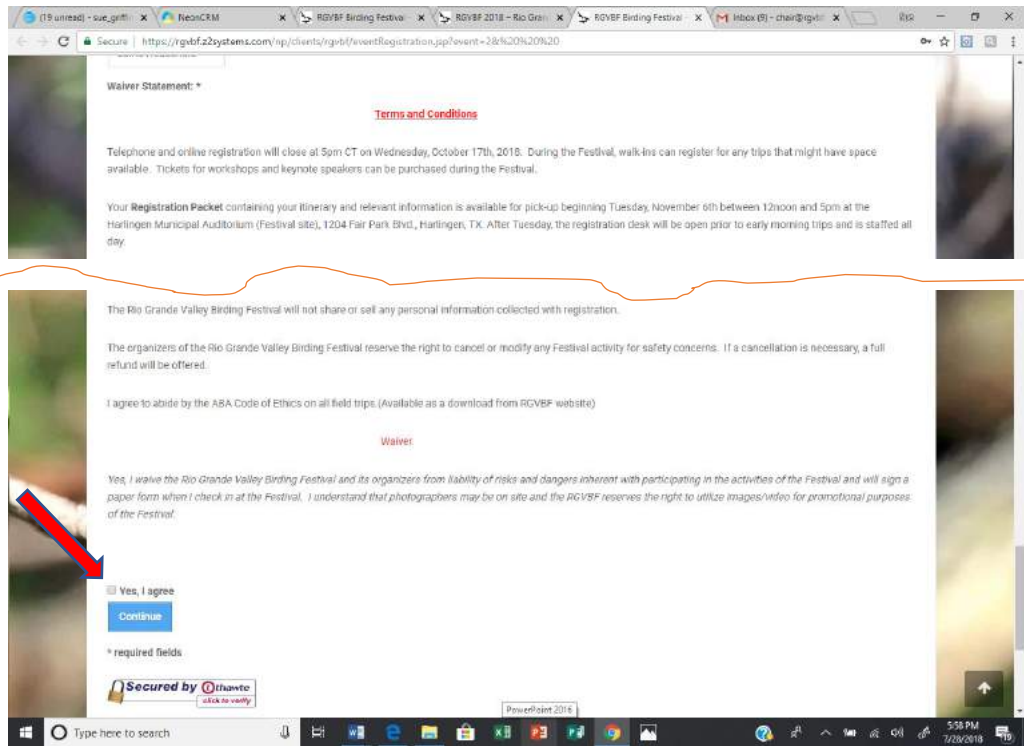 (19 unread) - sue_griffin
NeonCRM
RGVBF Birding Festival
RGVBF 2018 – Rio Gran
RGVBF Birding Festival
Inbox (9) - chair@rgvb
Secure https://rgvbf.z2systems.com/np/clients/rgvbf/eventRegistration.jsp?event=28%20%20%20
Waiver Statement: *
Terms and Conditions
Telephone and online registration will close at 5pm CT on Wednesday, October 17th, 2018. During the Festival, walk-ins can register for any trips that might have space
available. Tickets for workshops and keynote speakers can be purchased during the Festival.
Your Registration Packet containing your itinerary and relevant information is available for pick-up beginning Tuesday, November 6th between 12noon and 5pm at the
Harlingen Municipal Auditorium (Festival site), 1204 Fair Park Blvd., Harlingen, TX. After Tuesday, the registration desk will be open prior to early morning trips and is staffed all
day.
The Rio Grande Valley Birding Festival will not share or sell any personal information collected with registration.
The organizers of the Rio Grande Valley Birding Festival reserve the right to cancel or modify any Festival activity for safety concerns. If a cancellation is necessary, a full
refund will be offered.
I agree to abide by the ABA Code of Ethics on all field trips.(Available as a download from RGVBF website)
Waiver
Yes, I waive the Rio Grande Valley Birding Festival and its organizers from liability of risks and dangers inherent with participating in the activities of the Festival and will sign a
paper form when I check in at the Festival. I understand that photographers may be on site and the RGVBF reserves the right to utilize images/video for promotional purposes
of the Festival.
Yes, I agree
Continue
* required fields
Secured by thawte
click to verify
PowerPoint 2016
Type here to search
5:58 PM
7/28/2018
19